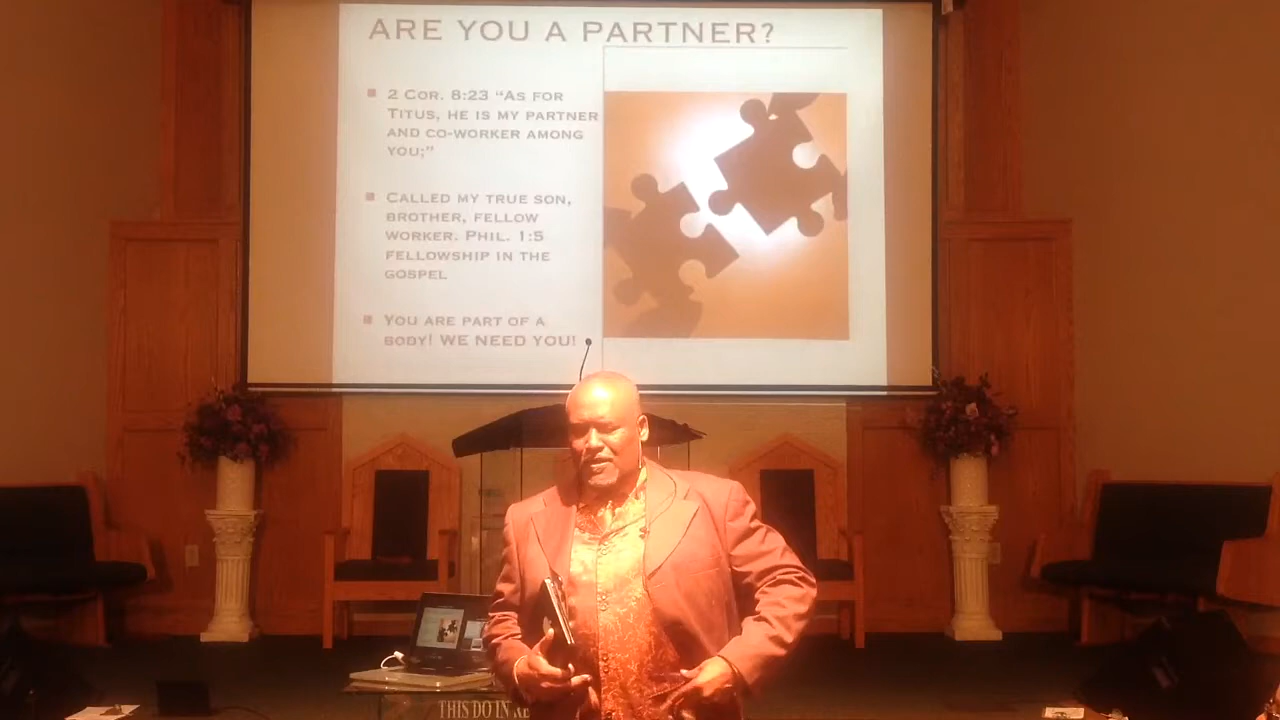 ARE YOU A PARTNER?
2 COR. 8:23 “AS FOR
TITUS, HE IS MY PARTNER
AND CO-WORKER AMONG
YOU;”
CALLED MY TRUE SON,
BROTHER, FELLOW
WORKER. PHIL. 1:5
FELLOWSHIP IN THE
GOSPEL
YOU ARE PART OF A
BODY! WE NEED YOU!
THIS DO IN RE